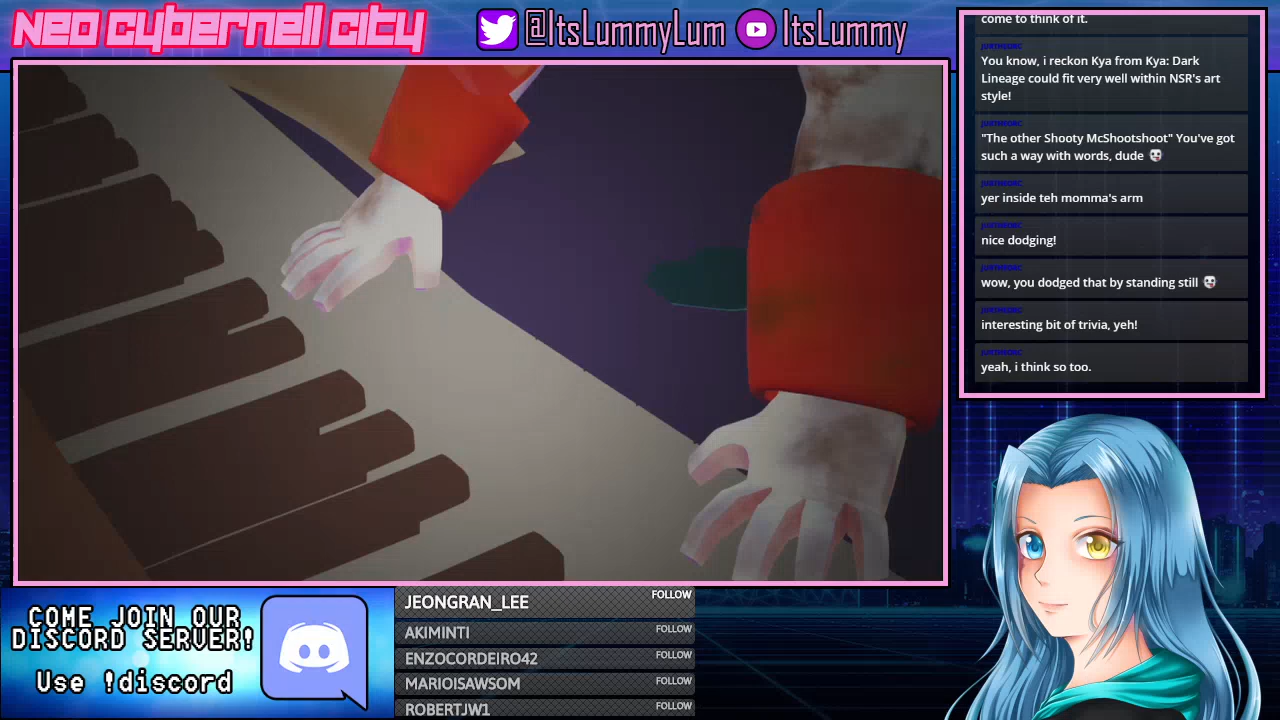 Neo Cybernell City
@ItsLummyLum
ItsLummy
come to think of it.
You know, i reckon Kya from Kya: Dark
Lineage could fit very well within NSR's art
style!
"The other Shooty McShootshoot" You've got
such a way with words, dude
yer inside teh momma's arm
nice dodging!
wow, you dodged that by standing still
interesting bit of trivia, yeh!
yeah, i think so too.
COME JOIN OUR
DISCORD SERVER!
Use !discord
JEONGRAN_LEE FOLLOW
AKIMINTI FOLLOW
ENZOCORDEIRO42 FOLLOW
MARIOISAWSOM FOLLOW
ROBERTJW1 FOLLOW